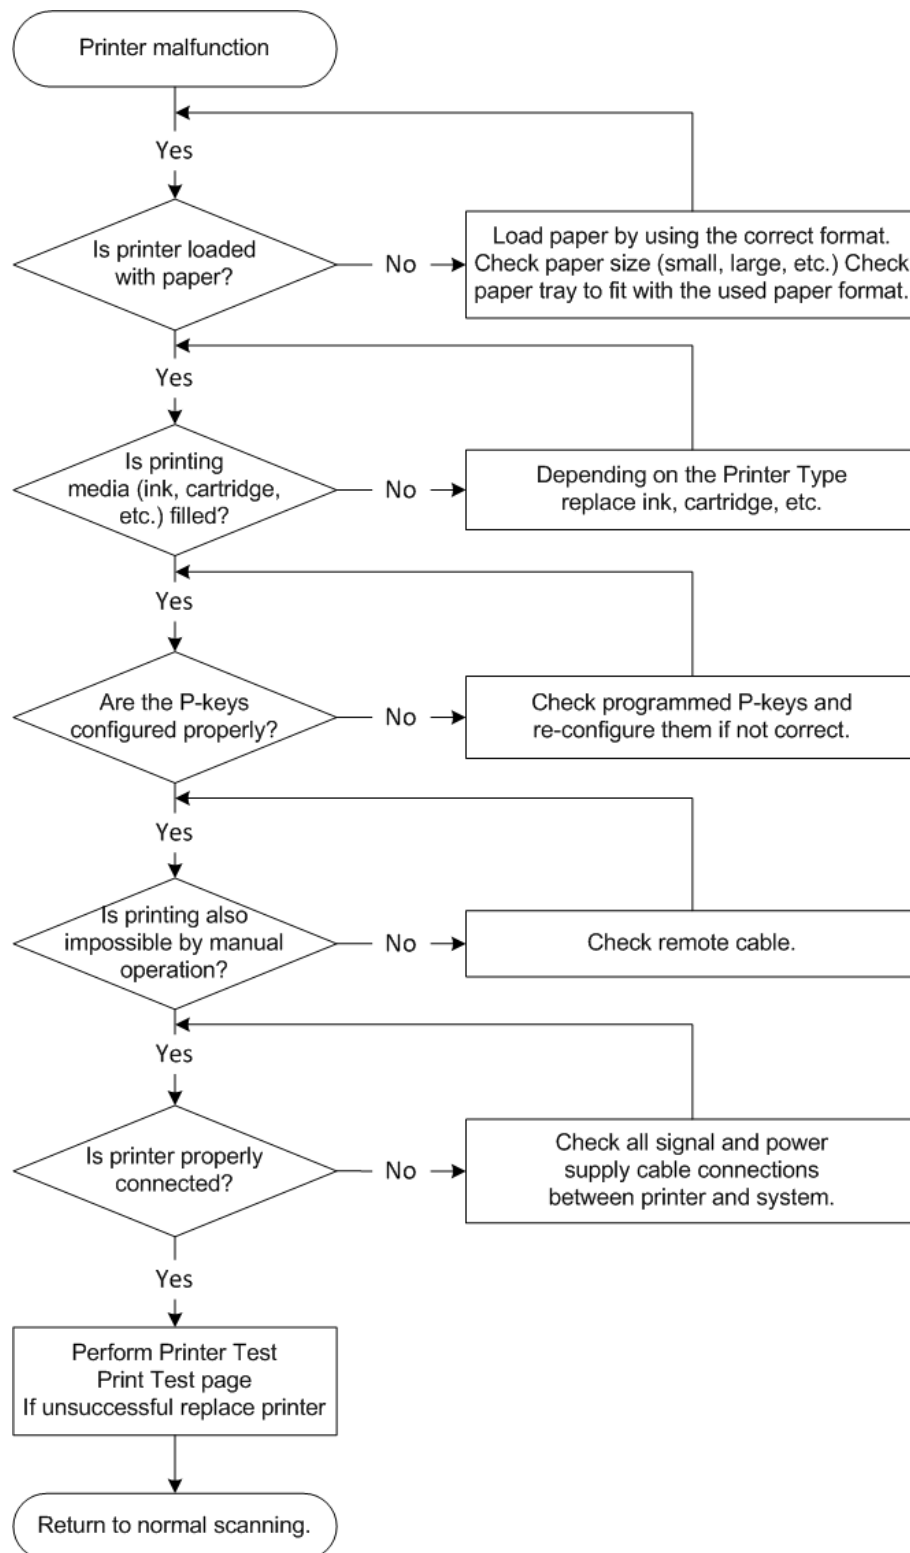 Printer malfunction
Yes
Is printer loaded
with paper?
No
Load paper by using the correct format.
Check paper size (small, large, etc.) Check
paper tray to fit with the used paper format.
Yes
Is printing
media (ink, cartridge,
etc.) filled?
No
Depending on the Printer Type
replace ink, cartridge, etc.
Yes
Are the P-keys
configured properly?
No
Check programmed P-keys and
re-configure them if not correct.
Yes
Is printing also
impossible by manual
operation?
No
Check remote cable.
Yes
Is printer properly
connected?
No
Check all signal and power
supply cable connections
between printer and system.
Yes
Perform Printer Test
Print Test page
If unsuccessful replace printer
Return to normal scanning.